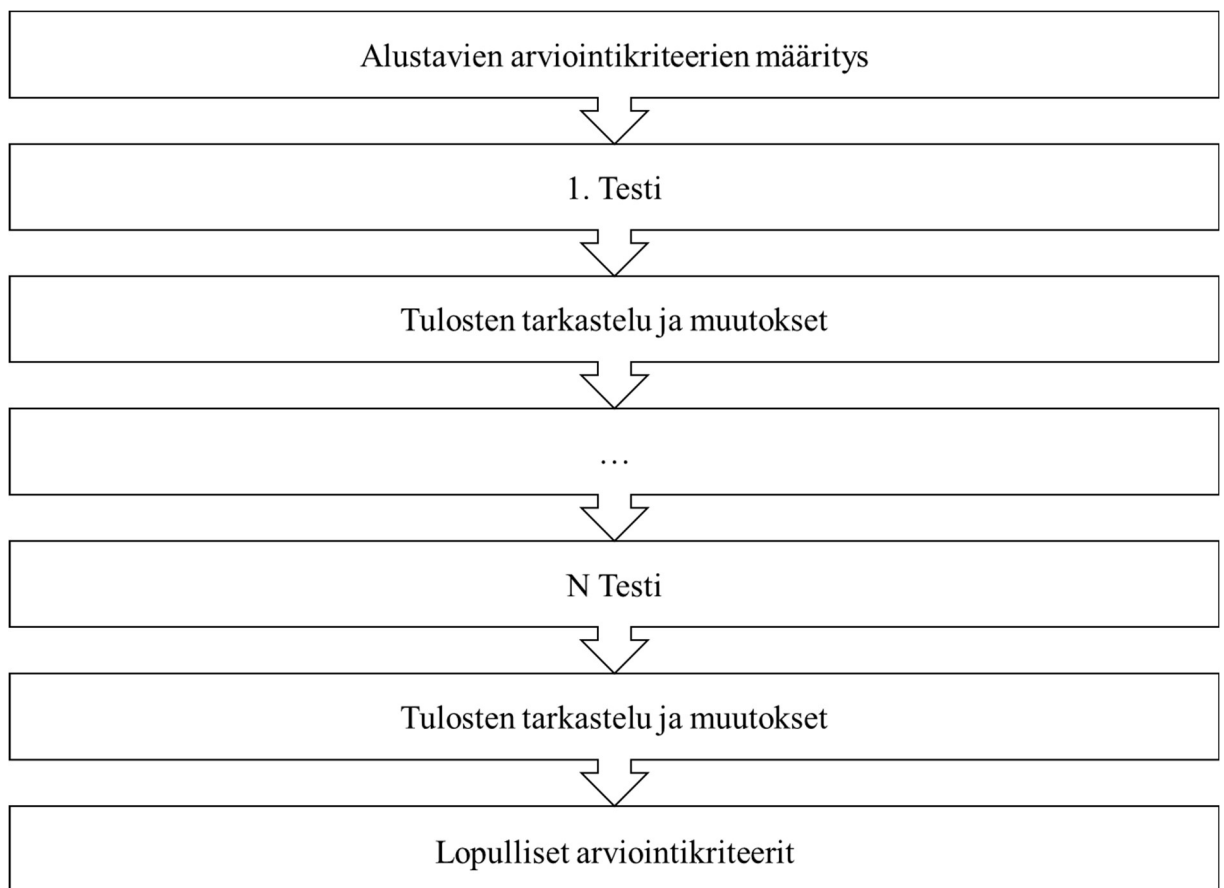 Alustavien arviointikriteerien määritys
1. Testi
Tulosten tarkastelu ja muutokset
…
N Testi
Tulosten tarkastelu ja muutokset
Lopulliset arviointikriteerit